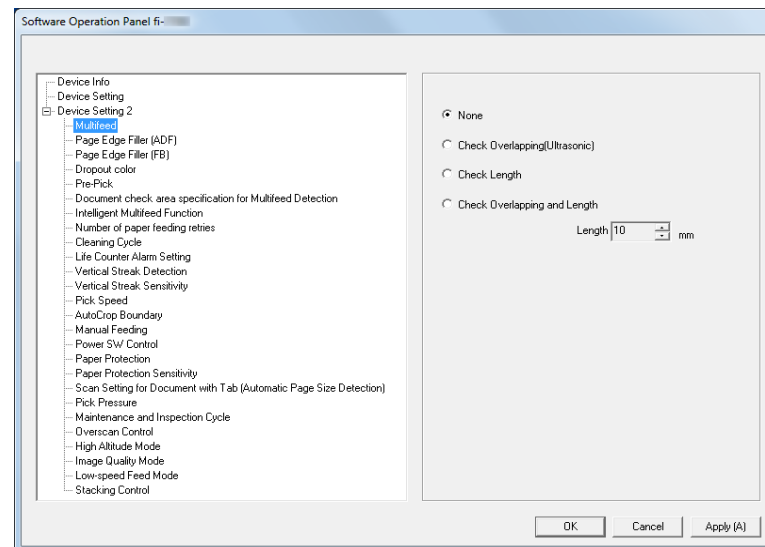 Software Operation Panel fi-
Device Info
Device Setting
Device Setting 2
Multifeed
Page Edge Filler (ADF)
Page Edge Filler (FB)
Dropout color
Pre-Pick
Document check area specification for Multifeed Detection
Intelligent Multifeed Function
Number of paper feeding retries
Cleaning Cycle
Life Counter Alarm Setting
Vertical Streak Detection
Vertical Streak Sensitivity
Pick Speed
AutoCrop Boundary
Manual Feeding
Power SW Control
Paper Protection
Paper Protection Sensitivity
Scan Setting for Document with Tab (Automatic Page Size Detection)
Pick Pressure
Maintenance and Inspection Cycle
Overscan Control
High Altitude Mode
Image Quality Mode
Low-speed Feed Mode
Stacking Control
None
Check Overlapping(Ultrasonic)
Check Length
Check Overlapping and Length
Length 10 mm
OK Cancel Apply (A)